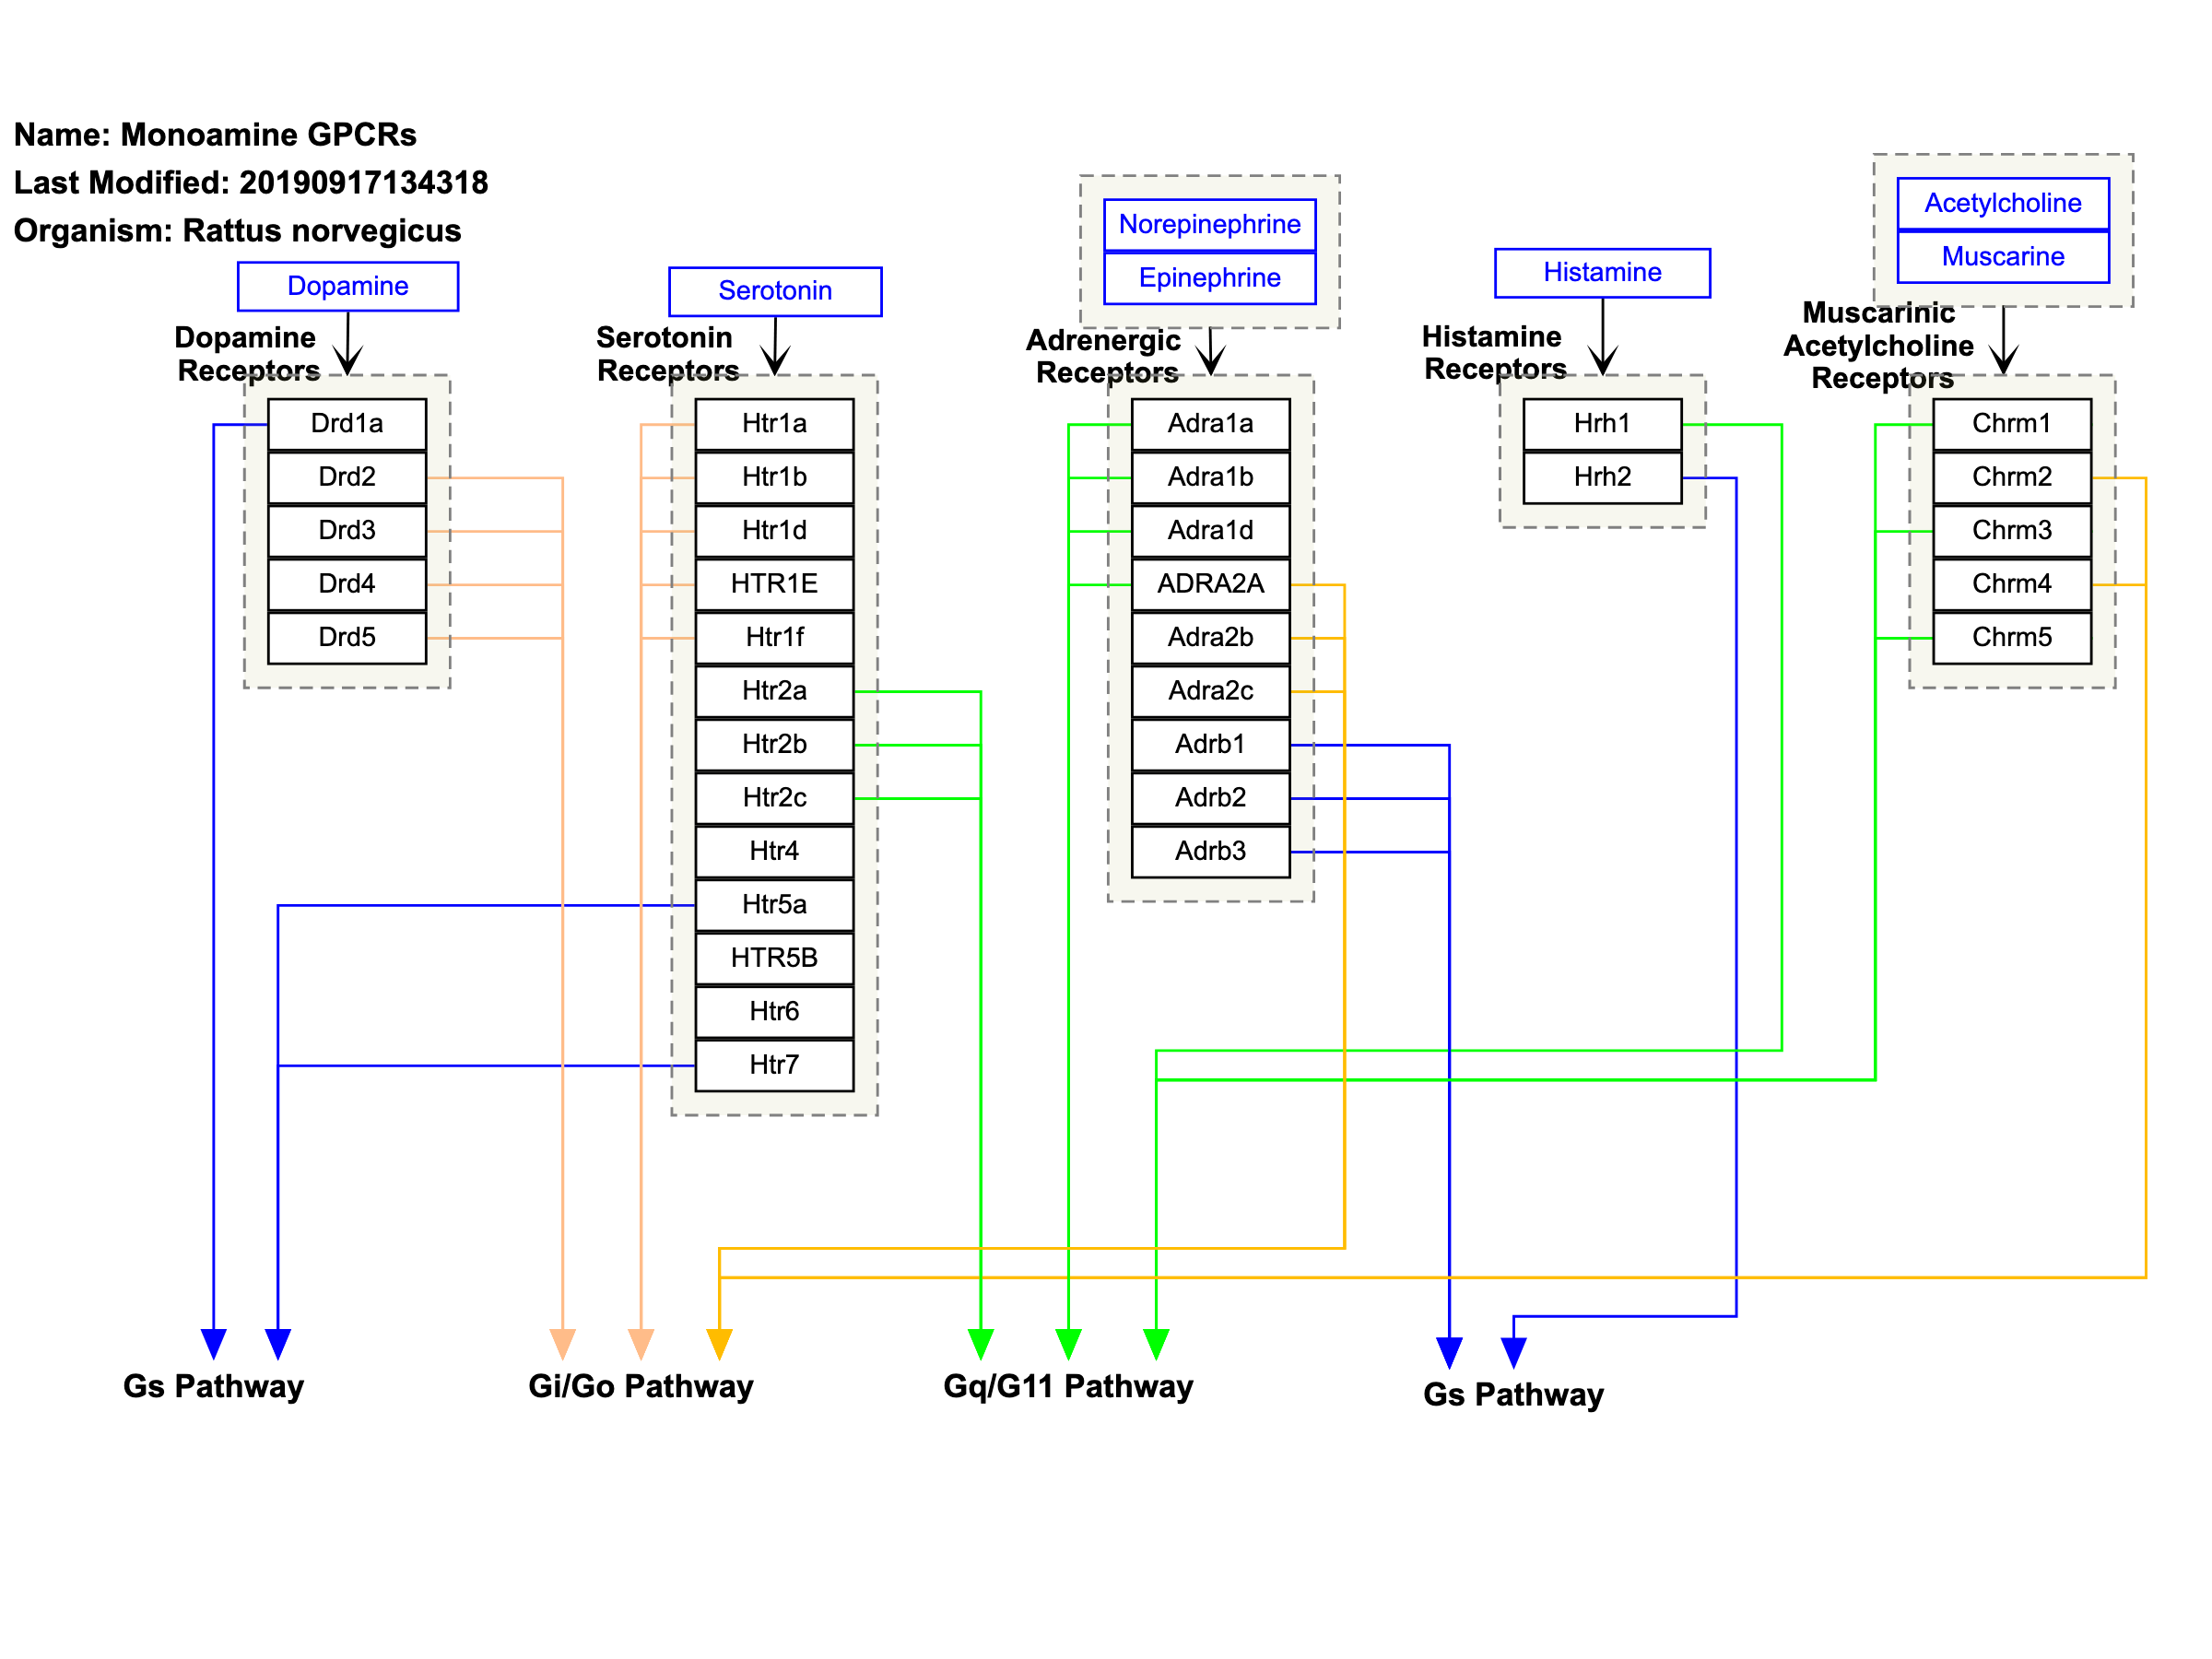 Name: Monoamine GPCRs
Last Modified: 20190917134318
Organism: Rattus norvegicus
Dopamine
Dopamine
Receptors
Drd1a
Drd2
Drd3
Drd4
Drd5
Serotonin
Serotonin
Receptors
Htr1a
Htr1b
Htr1d
HTR1E
Htr1f
Htr2a
Htr2b
Htr2c
Htr4
Htr5a
HTR5B
Htr6
Htr7
Norepinephrine
Epinephrine
Adrenergic
Receptors
Adra1a
Adra1b
Adra1d
ADRA2A
Adra2b
Adra2c
Adrb1
Adrb2
Adrb3
Histamine
Histamine
Receptors
Hrh1
Hrh2
Acetylcholine
Muscarine
Muscarinic
Acetylcholine
Receptors
Chrm1
Chrm2
Chrm3
Chrm4
Chrm5
Gs Pathway
Gi/Go Pathway
Gq/G11 Pathway
Gs Pathway